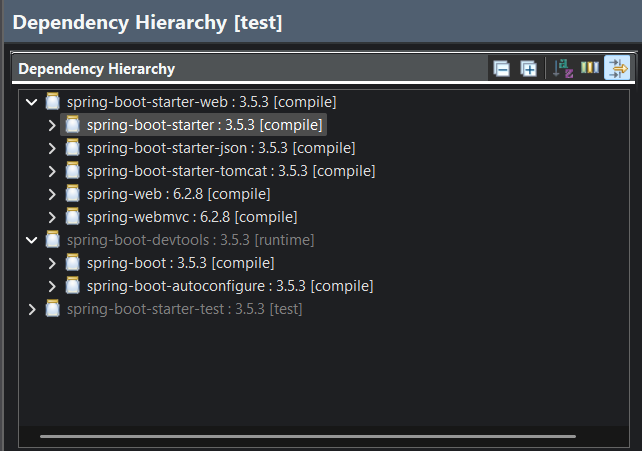 Dependency Hierarchy [test]
Dependency Hierarchy
spring-boot-starter-web : 3.5.3 [compile]
spring-boot-starter : 3.5.3 [compile]
spring-boot-starter-json : 3.5.3 [compile]
spring-boot-starter-tomcat : 3.5.3 [compile]
spring-web : 6.2.8 [compile]
spring-webmvc : 6.2.8 [compile]
spring-boot-devtools : 3.5.3 [runtime]
spring-boot : 3.5.3 [compile]
spring-boot-autoconfigure : 3.5.3 [compile]
spring-boot-starter-test : 3.5.3 [test]